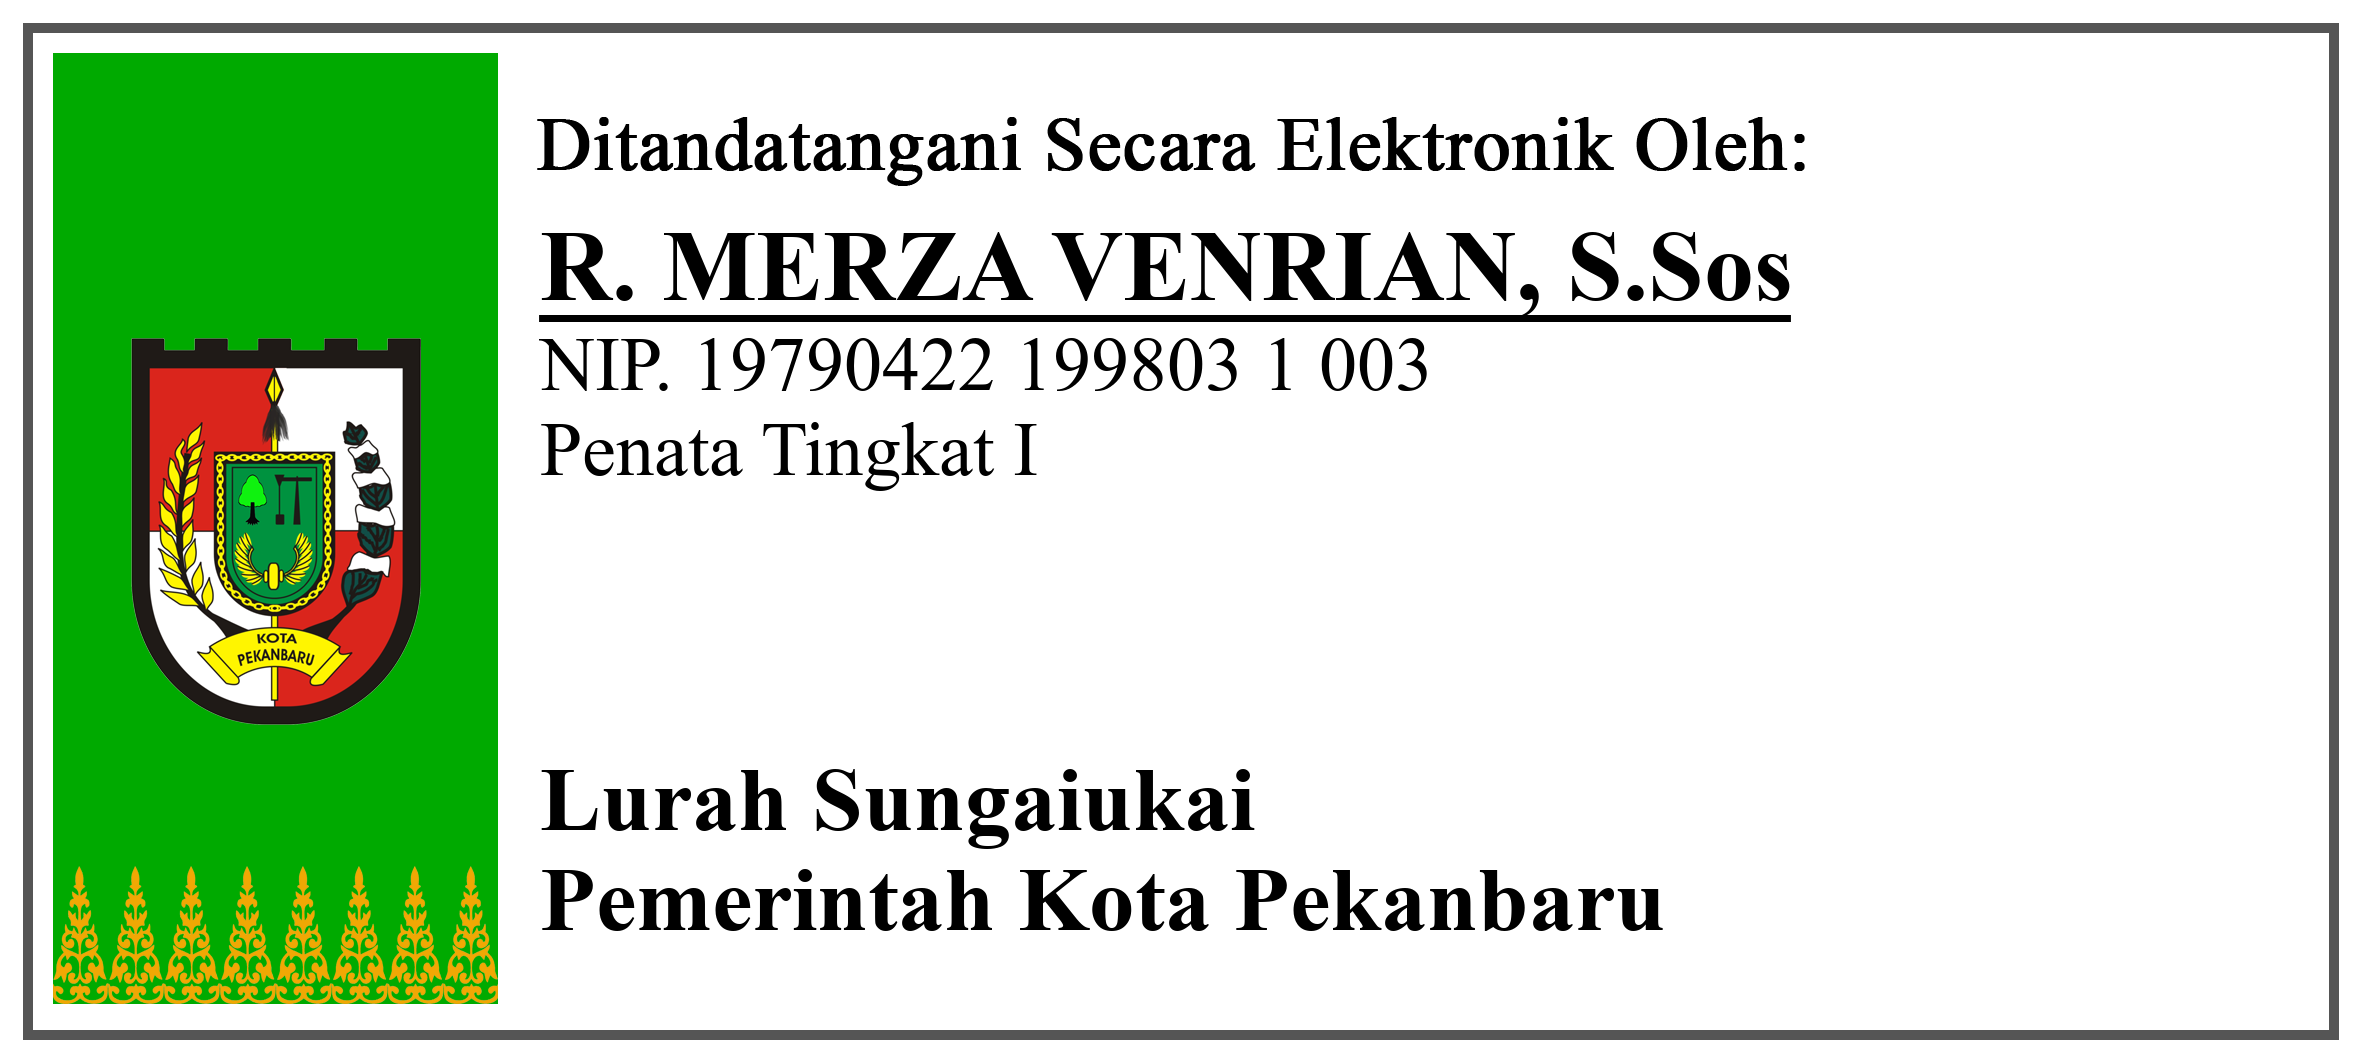 Ditandatangani Secara Elektronik Oleh:
R. MERZA VENRIAN, S.Sos
NIP. 19790422 199803 1 003
Penata Tingkat I
KOTA
PEKANBARU
Lurah Sungaiukai
Pemerintah Kota Pekanbaru